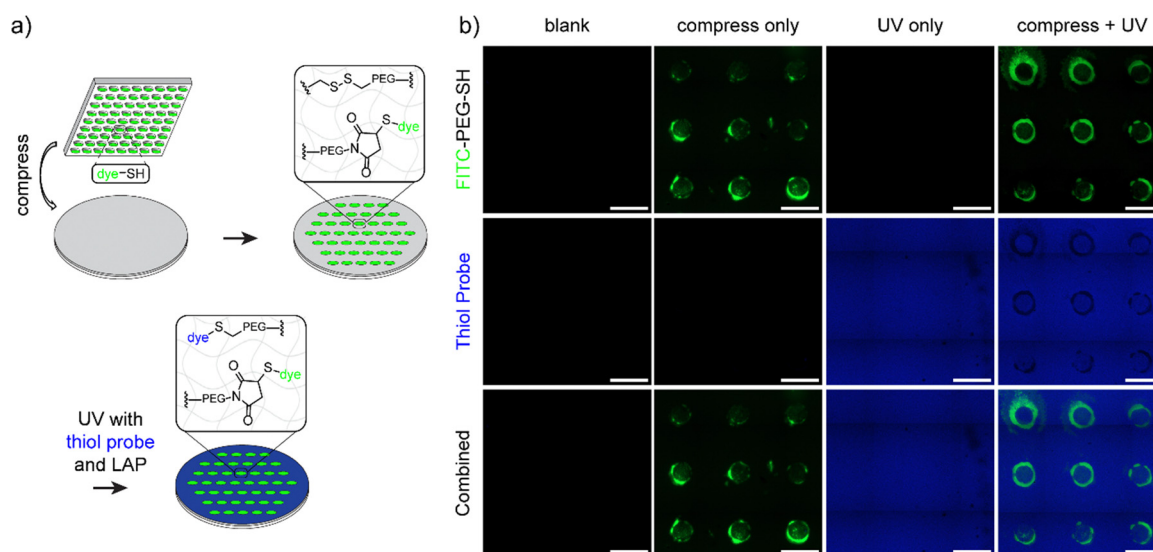 a)
compress
dye-SH
S
S
PEG
O
S
dye
PEG
N
O
UV with
thiol probe
and LAP
dye
S
PEG
O
S
dye
PEG
N
O
b)
blank
compress only
UV only
compress + UV
FITC-PEG-SH
Thiol Probe
Combined